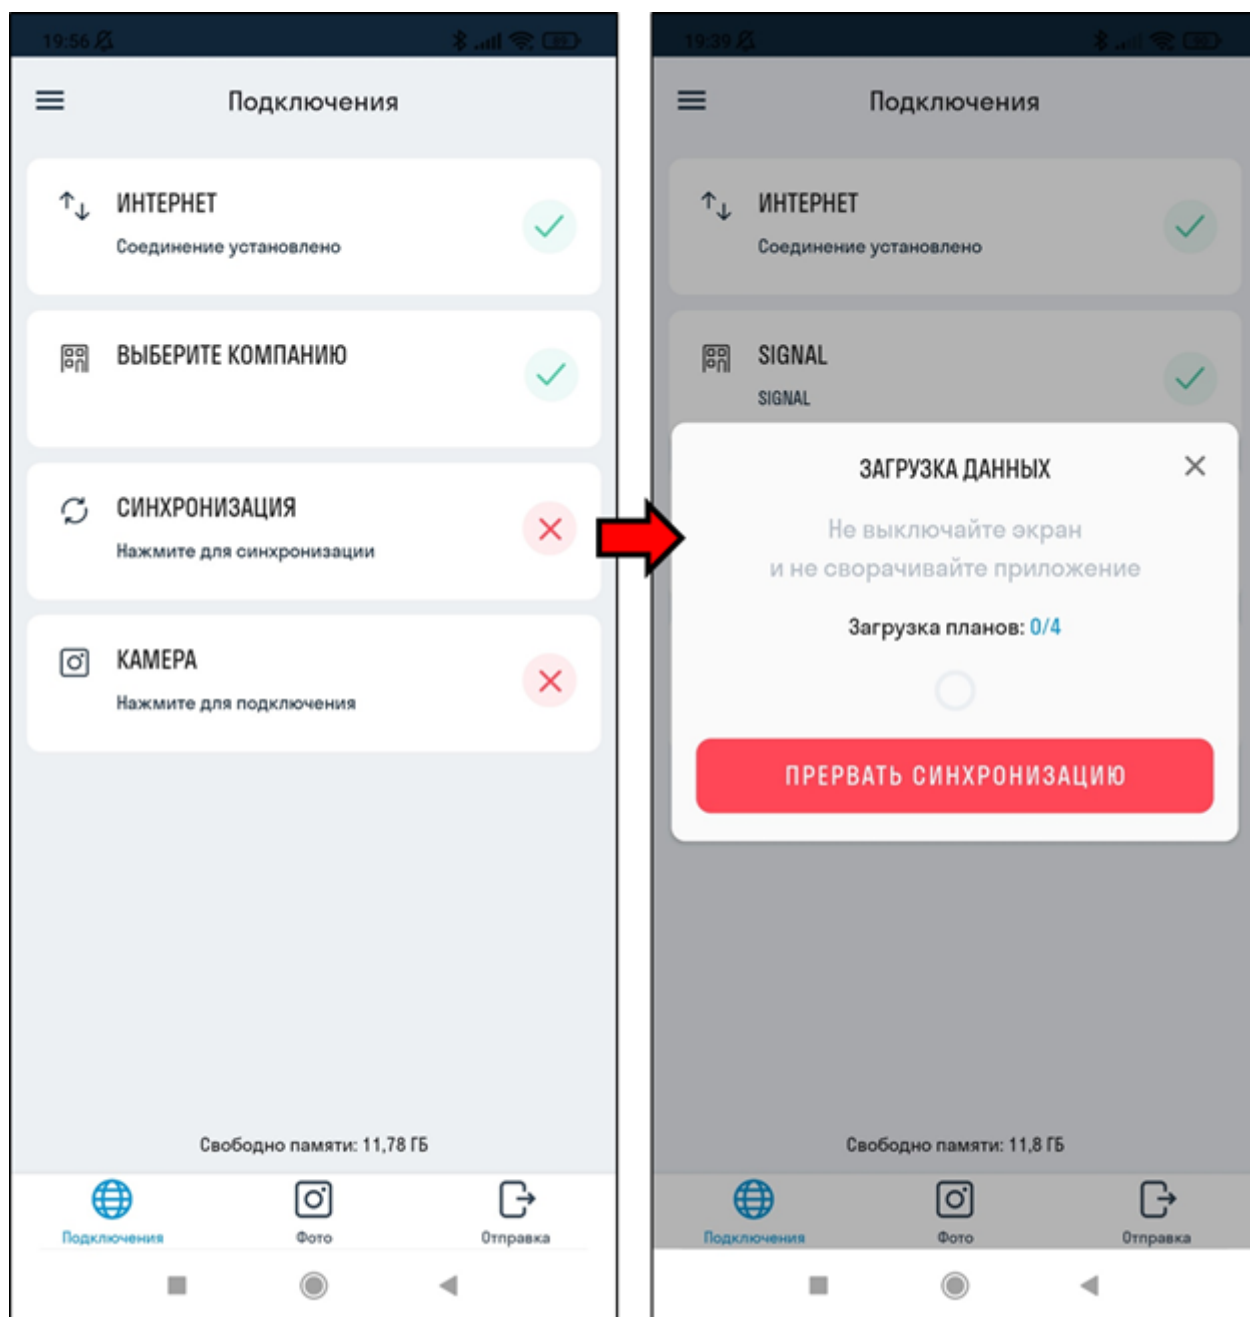 19:56
Подключения
ИНТЕРНЕТ
Соединение установлено
ВЫБЕРИТЕ КОМПАНИЮ
СИНХРОНИЗАЦИЯ
Нажмите для синхронизации
КАМЕРА
Нажмите для подключения
Свободно памяти: 11,78 ГБ
Подключения
Фото
Отправка
19:39
Подключения
ИНТЕРНЕТ
Соединение установлено
SIGNAL
SIGNAL
ЗАГРУЗКА ДАННЫХ
Не выключайте экран
и не сворачивайте приложение
Загрузка планов: 0/4
ПРЕРВАТЬ СИНХРОНИЗАЦИЮ
Свободно памяти: 11,8 ГБ
Подключения
Фото
Отправка